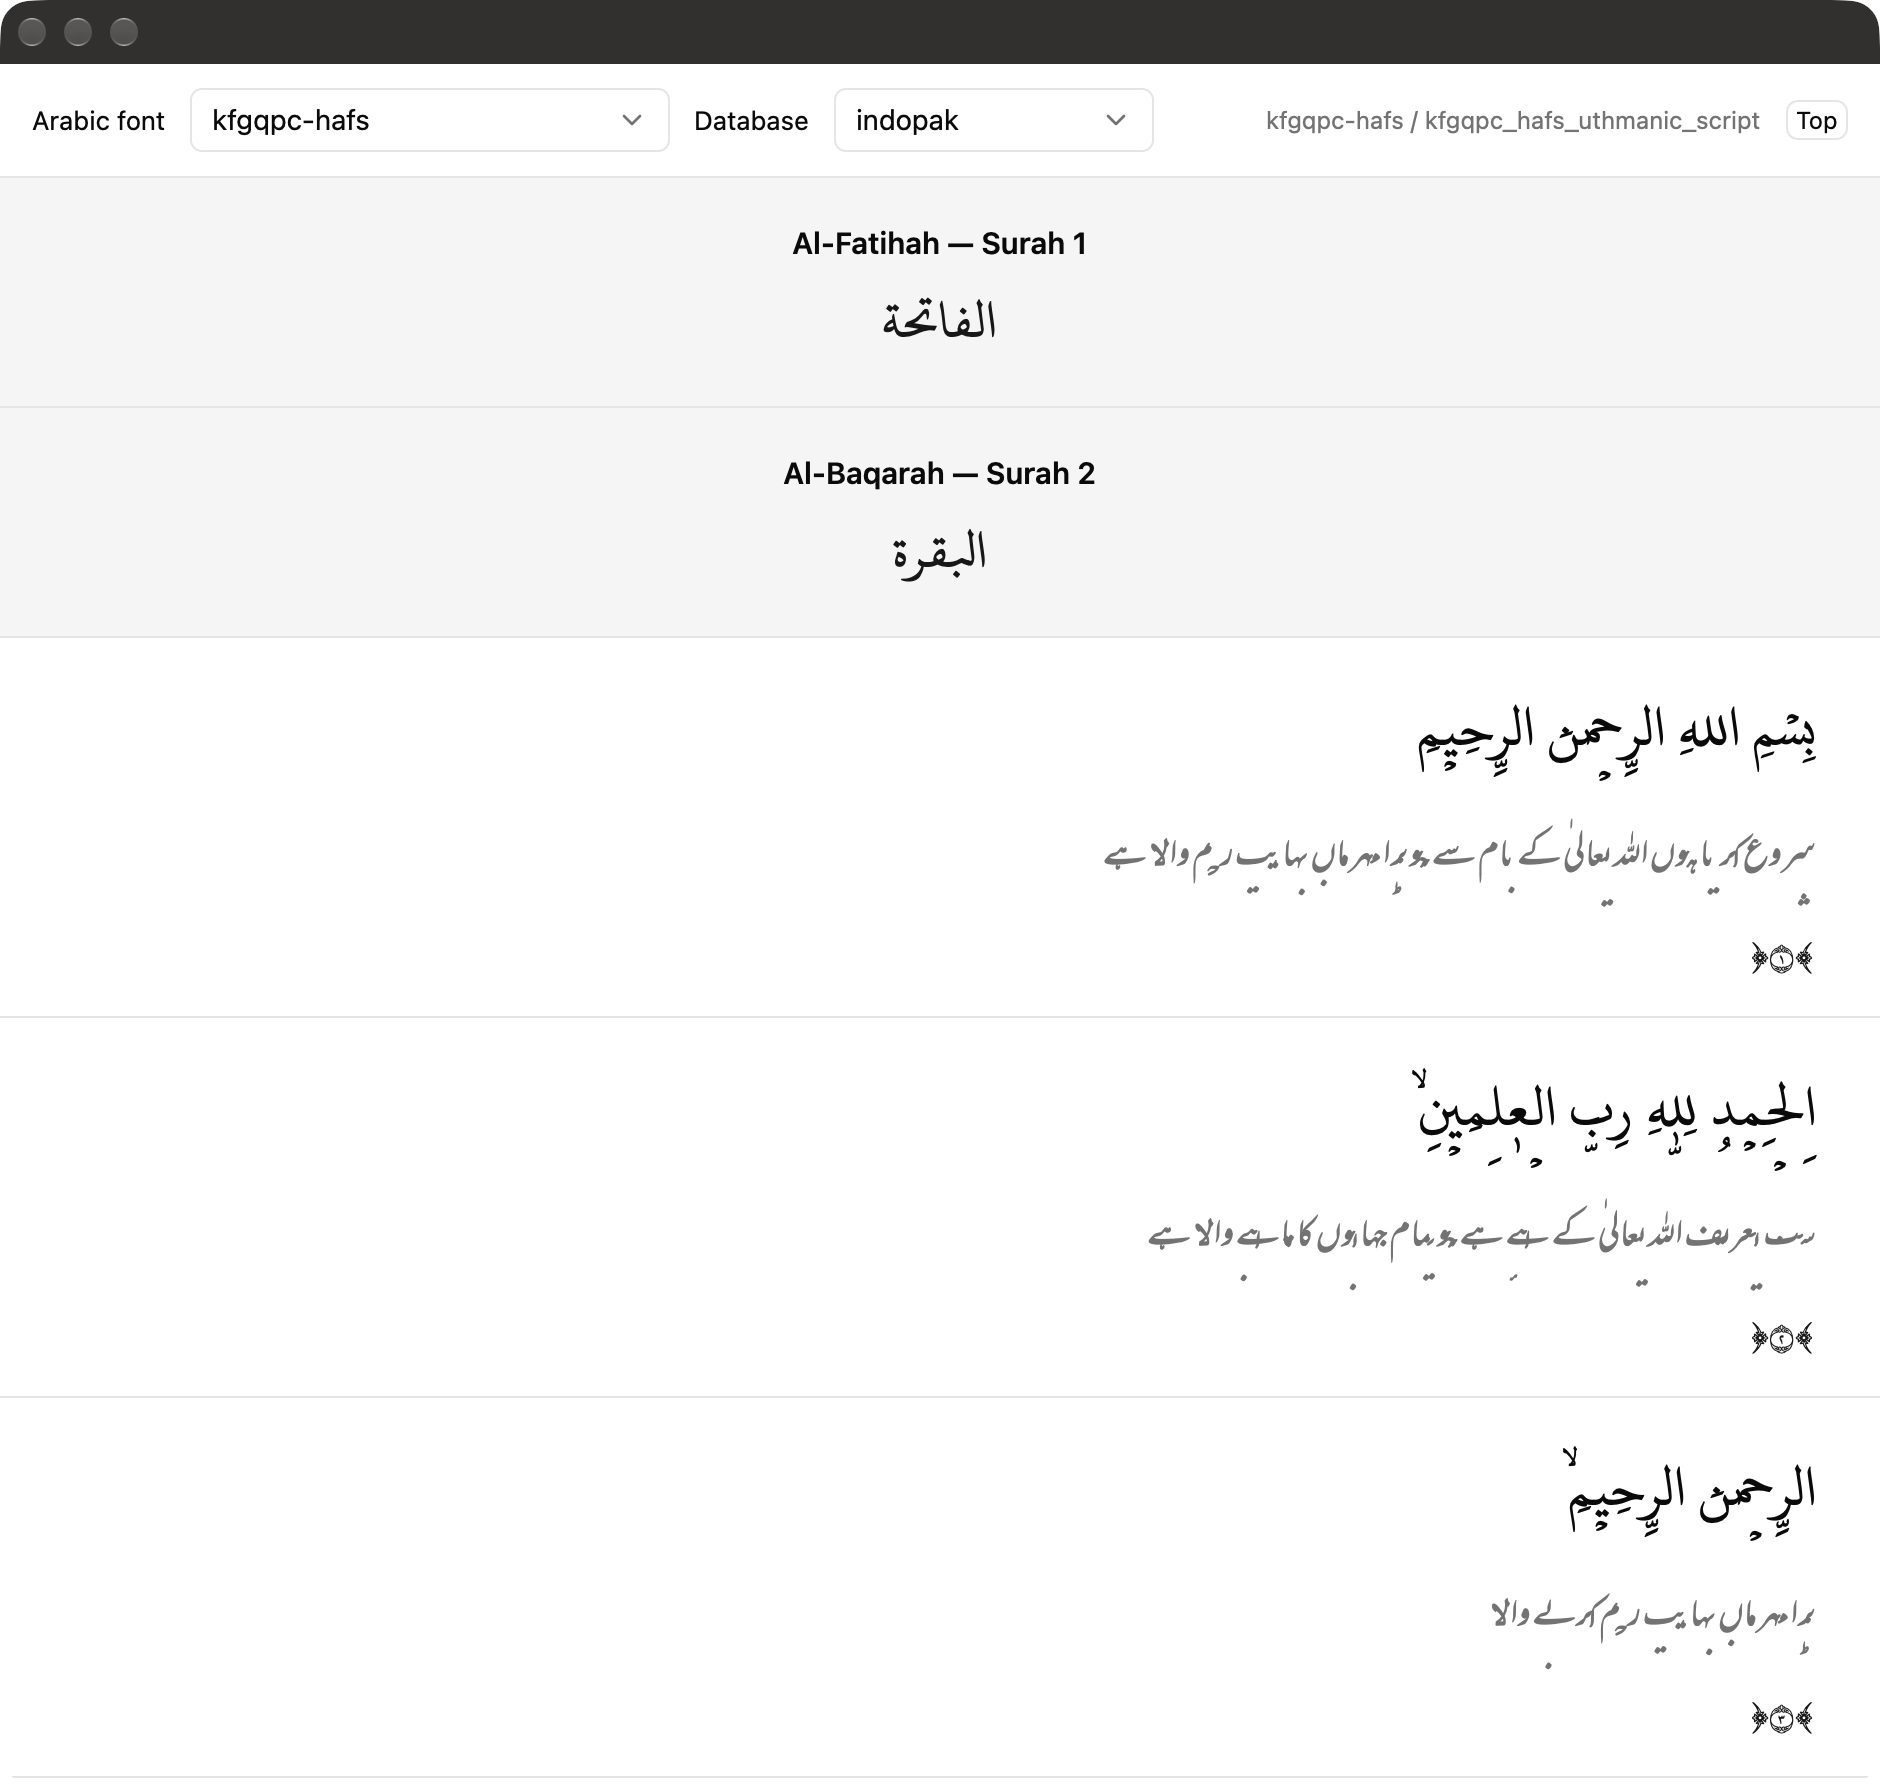 Arabic font
kfgqpc-hafs
Database
indopak
kfgqpc-hafs / kfgqpc_hafs_uthmanic_script
Top
Al-Fatihah — Surah 1
الفاتحة
Al-Baqarah — Surah 2
البقرة
بِسۡمِ اللهِ الرَّحۡمٰنِ الرَّحِيۡمِ
شروع کرتا ہوں اللہ تعالیٰ کے نام سے جو بڑا مہربان نہایت رحم والا ہے
١
اَلۡحَمۡدُ لِلّٰهِ رَبِّ الۡعٰلَمِيۡنَۙ
سب تعریف اللہ تعالیٰ کے لئے ہے جو تمام جہانوں کا پالنے والا ہے
٢
الرَّحۡمٰنِ الرَّحِيۡمِۙ
بڑا مہربان نہایت رحم کرنے والا
٣